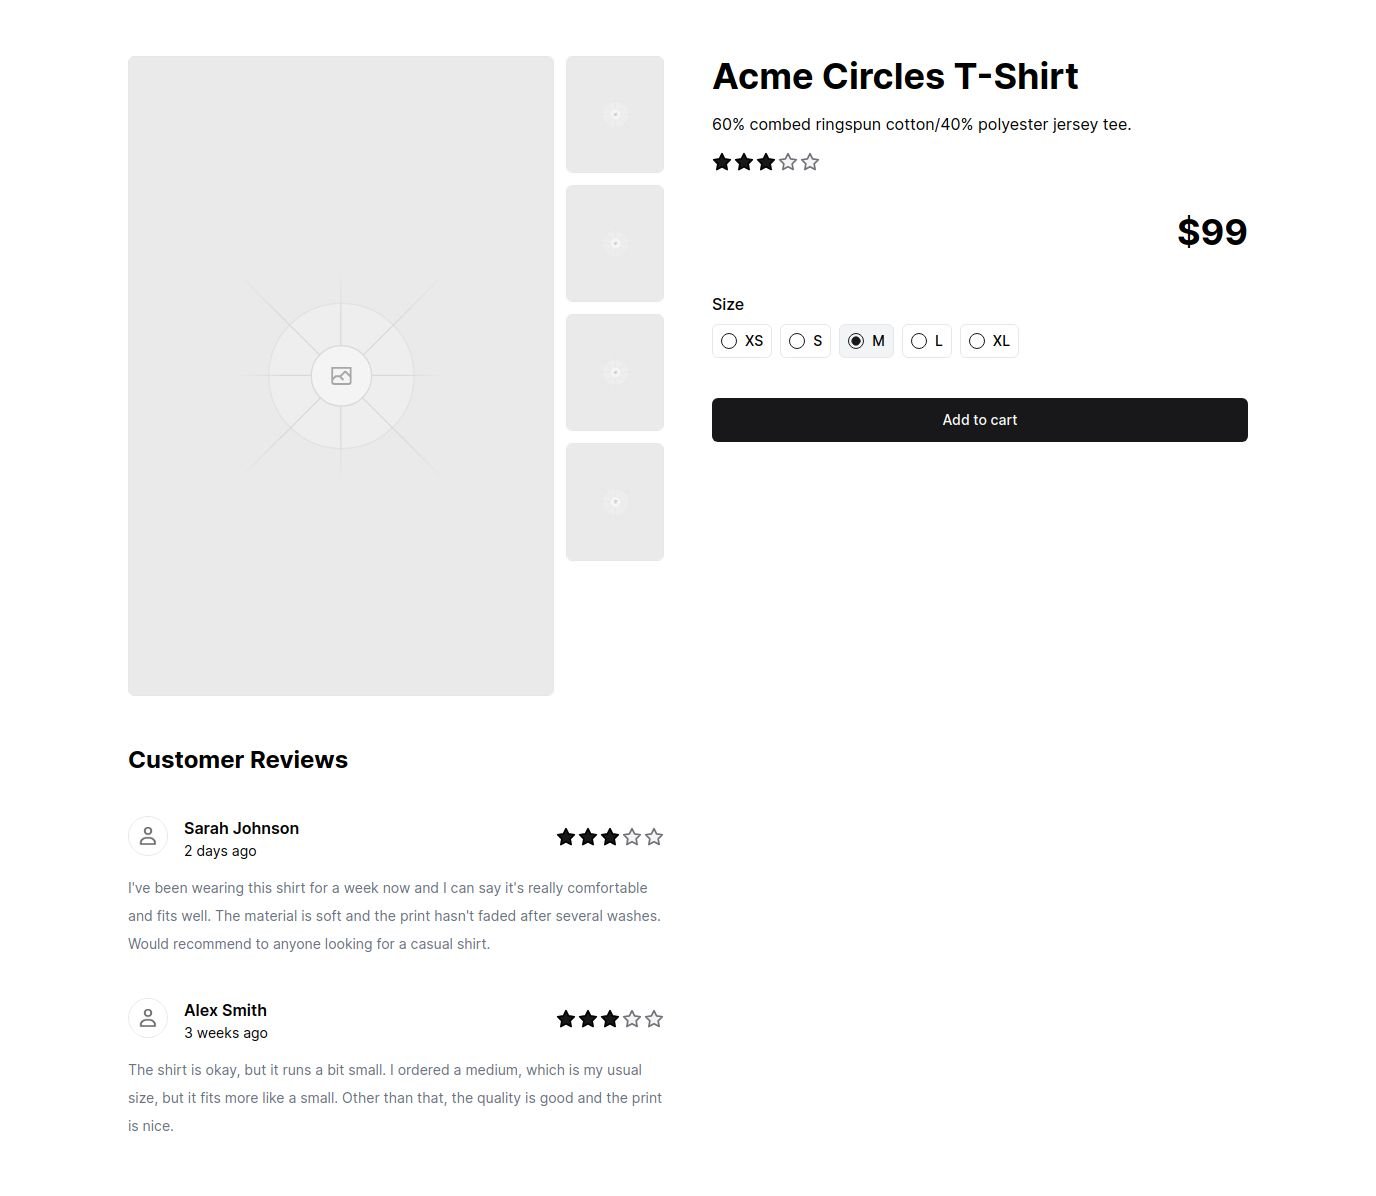 Acme Circles T-Shirt
60% combed ringspun cotton/40% polyester jersey tee.
$99
Size
XS S M L XL
Add to cart
Customer Reviews
Sarah Johnson
2 days ago
I've been wearing this shirt for a week now and I can say it's really comfortable
and fits well. The material is soft and the print hasn't faded after several washes.
Would recommend to anyone looking for a casual shirt.
Alex Smith
3 weeks ago
The shirt is okay, but it runs a bit small. I ordered a medium, which is my usual
size, but it fits more like a small. Other than that, the quality is good and the print
is nice.